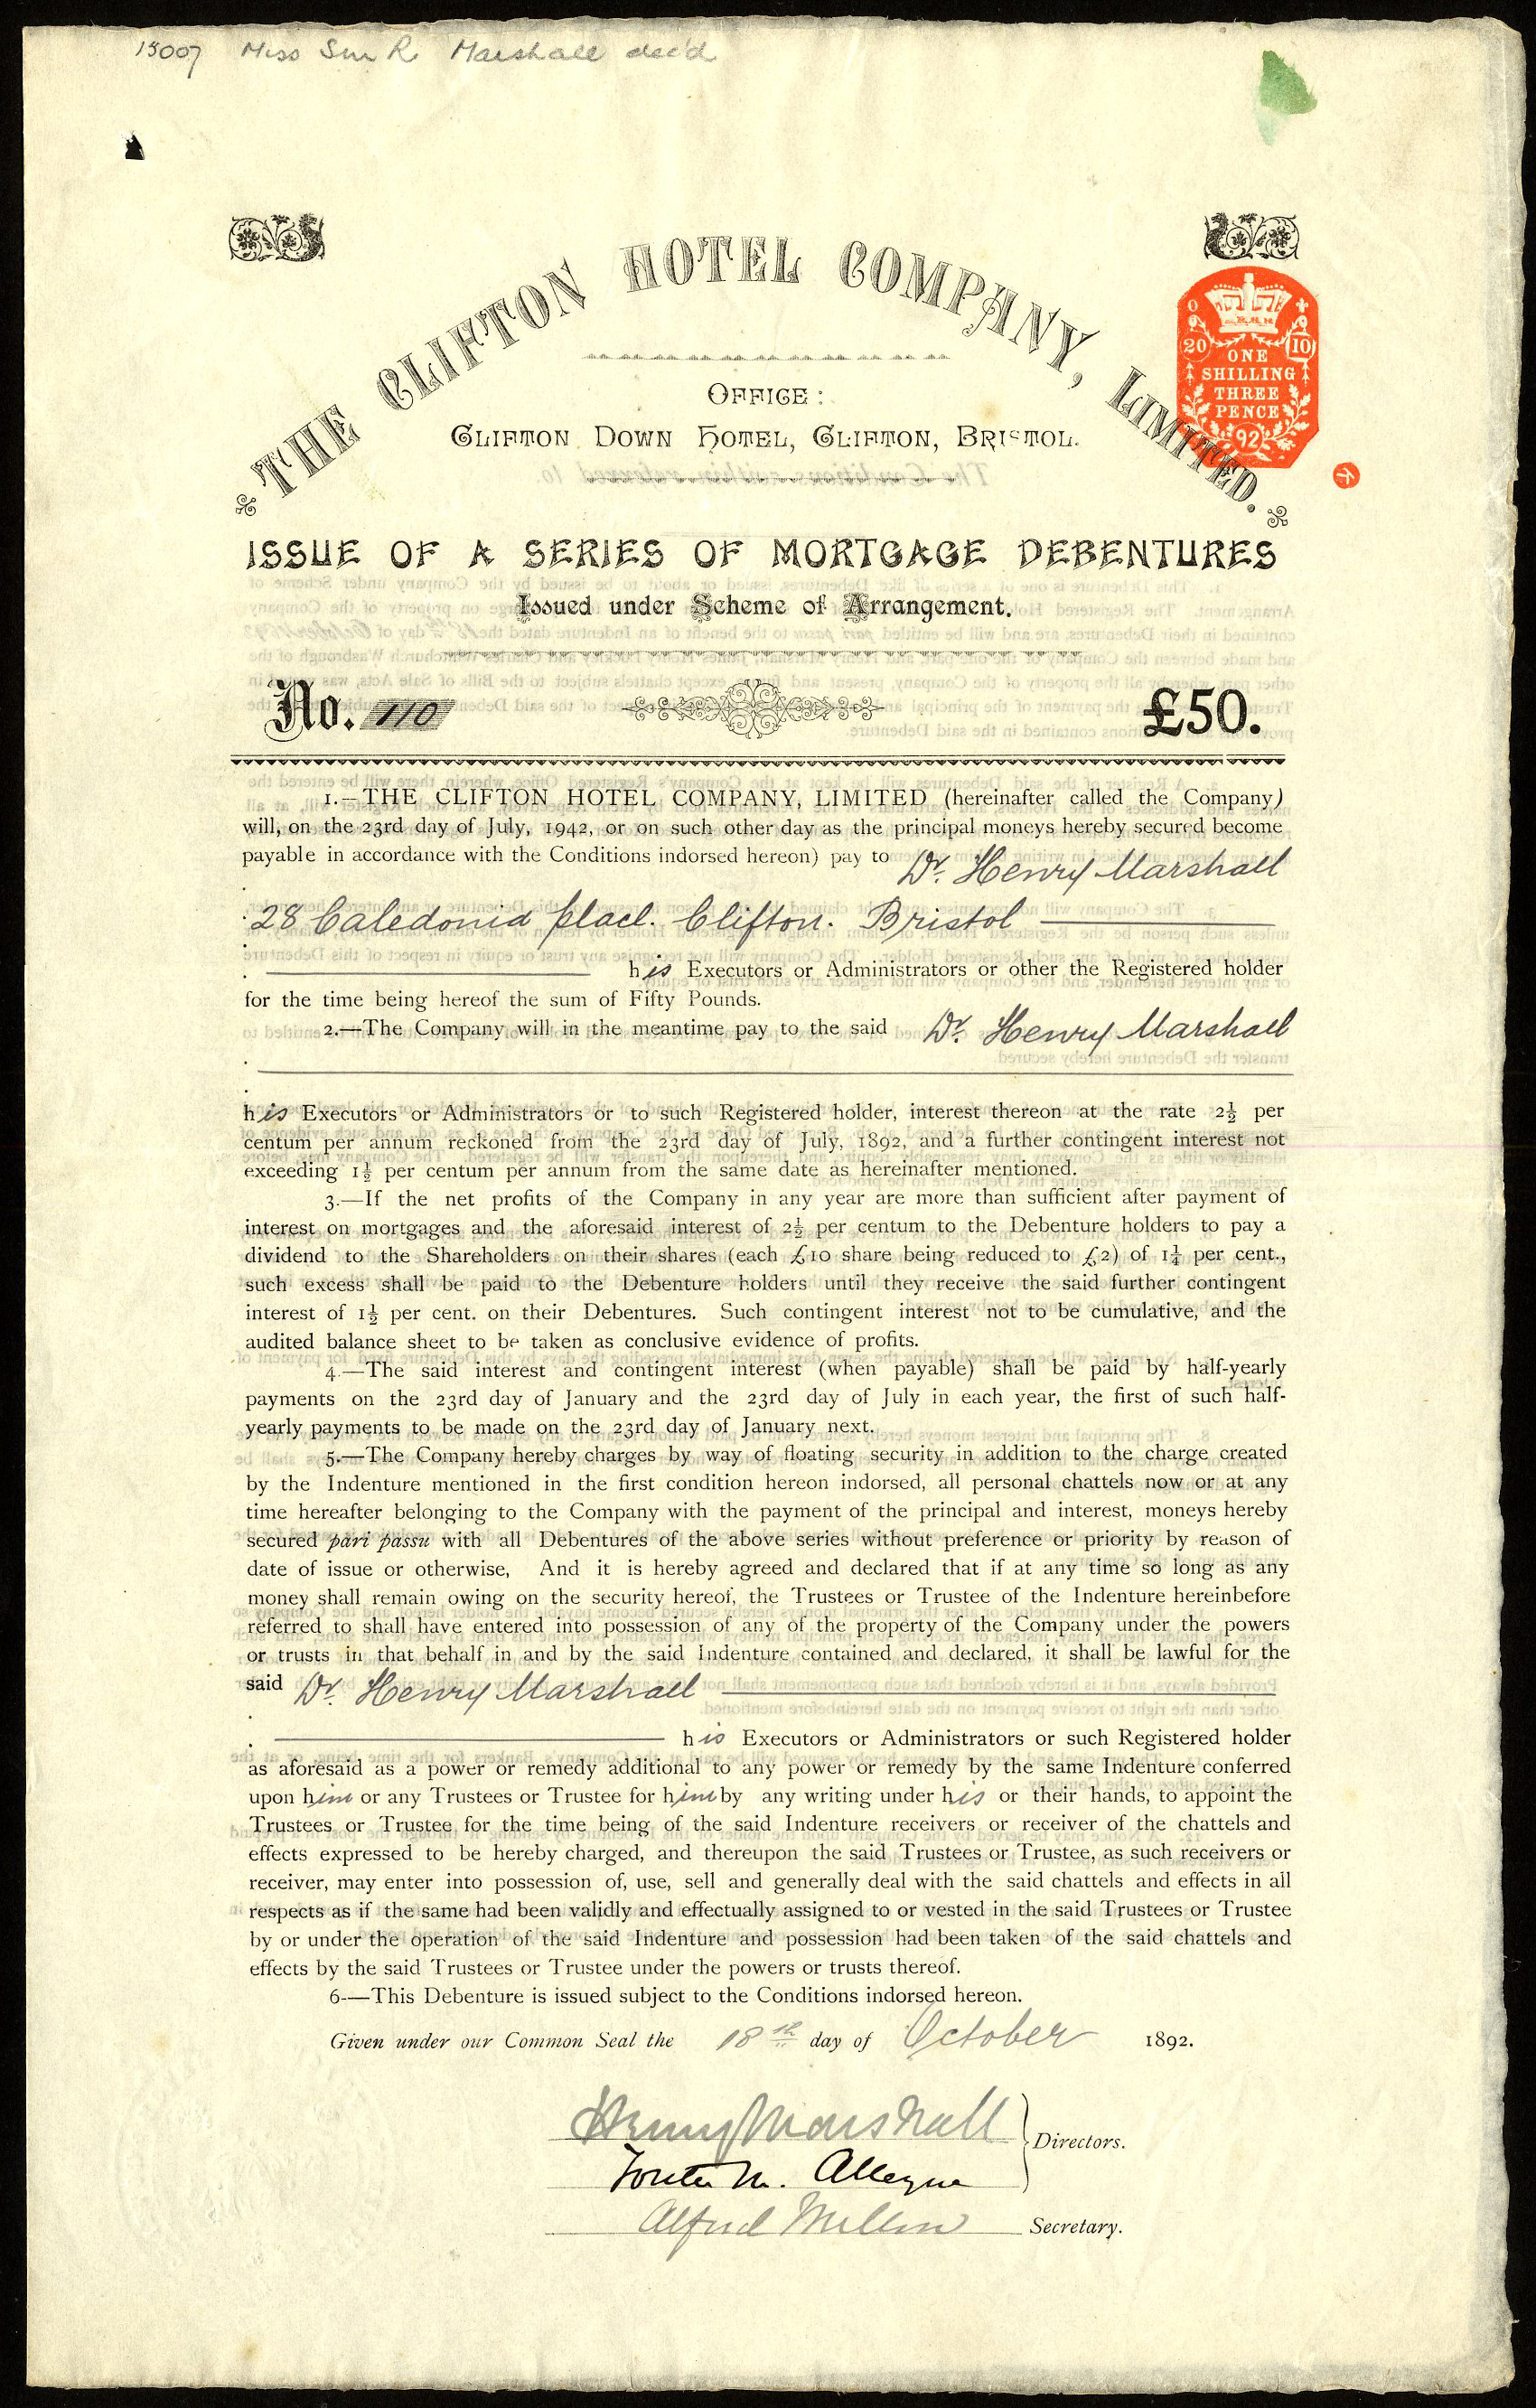 15007 Miss Marshall dec'd
THE CLIFTON HOTEL COMPANY, LIMITED.
20 10
ONE
SHILLING
THREE
PENCE
92
OFFICE:
CLIFTON DOWN HOTEL, CLIFTON, BRISTOL.
ISSUE OF A SERIES OF MORTGAGE DEBENTURES
Issued under Scheme of Arrangement.
No. 110 £50.
1.—THE CLIFTON HOTEL COMPANY, LIMITED (hereinafter called the Company)
will, on the 23rd day of July, 1942, or on such other day as the principal moneys hereby secured become
payable in accordance with the Conditions indorsed hereon) pay to Dr. Henry Marshall
28 Caledonia place. Clifton. Bristol
his Executors or Administrators or other the Registered holder
for the time being hereof the sum of Fifty Pounds.
2.—The Company will in the meantime pay to the said Dr. Henry Marshall
his Executors or Administrators or to such Registered holder, interest thereon at the rate 2½ per
centum per annum reckoned from the 23rd day of July, 1892, and a further contingent interest not
exceeding 1½ per centum per annum from the same date as hereinafter mentioned.
3.—If the net profits of the Company in any year are more than sufficient after payment of
interest on mortgages and the aforesaid interest of 2½ per centum to the Debenture holders to pay a
dividend to the Shareholders on their shares (each £10 share being reduced to £2) of 1¼ per cent.,
such excess shall be paid to the Debenture holders until they receive the said further contingent
interest of 1½ per cent. on their Debentures. Such contingent interest not to be cumulative, and the
audited balance sheet to be taken as conclusive evidence of profits.
4.—The said interest and contingent interest (when payable) shall be paid by half-yearly
payments on the 23rd day of January and the 23rd day of July in each year, the first of such half-
yearly payments to be made on the 23rd day of January next.
5.—The Company hereby charges by way of floating security in addition to the charge created
by the Indenture mentioned in the first condition hereon indorsed, all personal chattels now or at any
time hereafter belonging to the Company with the payment of the principal and interest, moneys hereby
secured pari passu with all Debentures of the above series without preference or priority by reason of
date of issue or otherwise, And it is hereby agreed and declared that if at any time so long as any
money shall remain owing on the security hereof, the Trustees or Trustee of the Indenture hereinbefore
referred to shall have entered into possession of any of the property of the Company under the powers
or trusts in that behalf in and by the said Indenture contained and declared, it shall be lawful for the
said Dr. Henry Marshall
his Executors or Administrators or such Registered holder
as aforesaid as a power or remedy additional to any power or remedy by the same Indenture conferred
upon him or any Trustees or Trustee for him by any writing under his or their hands, to appoint the
Trustees or Trustee for the time being of the said Indenture receivers or receiver of the chattels and
effects expressed to be hereby charged, and thereupon the said Trustees or Trustee, as such receivers or
receiver, may enter into possession of, use, sell and generally deal with the said chattels and effects in all
respects as if the same had been validly and effectually assigned to or vested in the said Trustees or Trustee
by or under the operation of the said Indenture and possession had been taken of the said chattels and
effects by the said Trustees or Trustee under the powers or trusts thereof.
6—This Debenture is issued subject to the Conditions indorsed hereon.
Given under our Common Seal the 18th day of October 1892.
Henry Marshall
Directors.
M. Alleyne
Alfred Secretary.